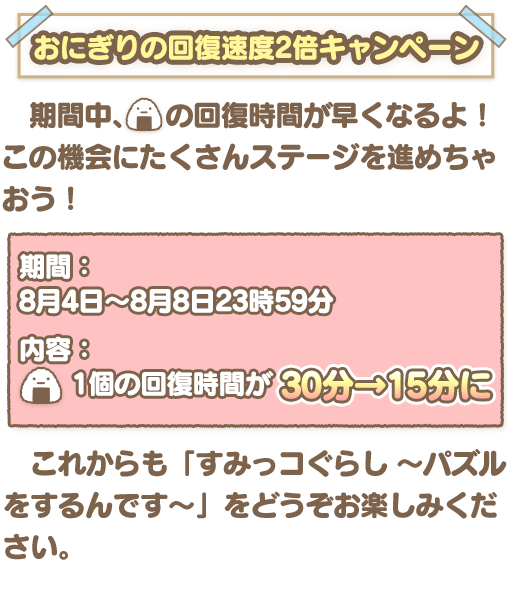 おにぎりの回復速度2倍キャンペーン
期間中、の回復時間が早くなるよ！
この機会にたくさんステージを進めちゃ
おう！
期間：
8月4日～8月8日23時59分
内容：
1個の回復時間が 30分→15分に
これからも「すみっコぐらし ～パズル
をするんです～」をどうぞお楽しみくだ
さい。